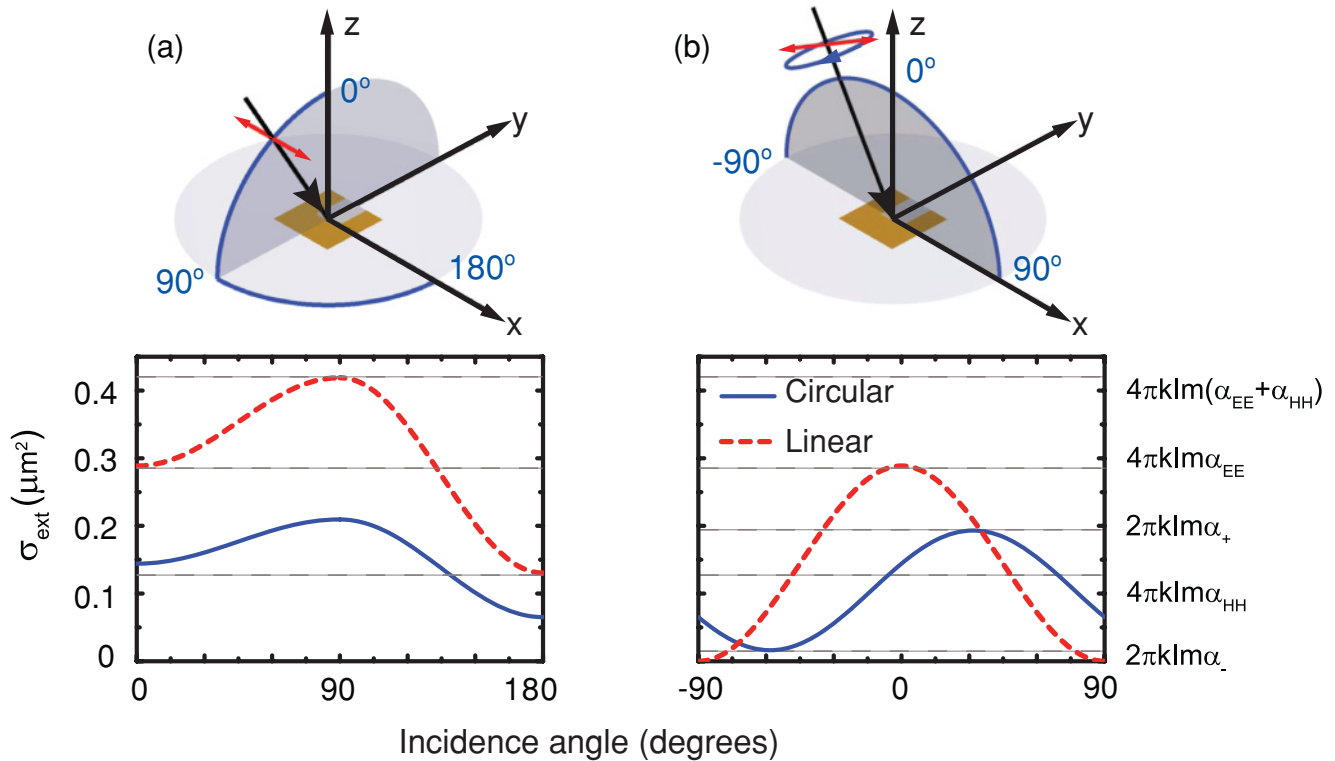 (a)
z
0°
y
90°
180°
x
(b)
z
0°
y
-90°
90°
x
σext (μm²)
0.4
0.3
0.2
0.1
0
0
90
180
Circular
Linear
-90
0
90
4πkIm(αEE+αHH)
4πkImαEE
2πkImα+
4πkImαHH
2πkImα-
Incidence angle (degrees)